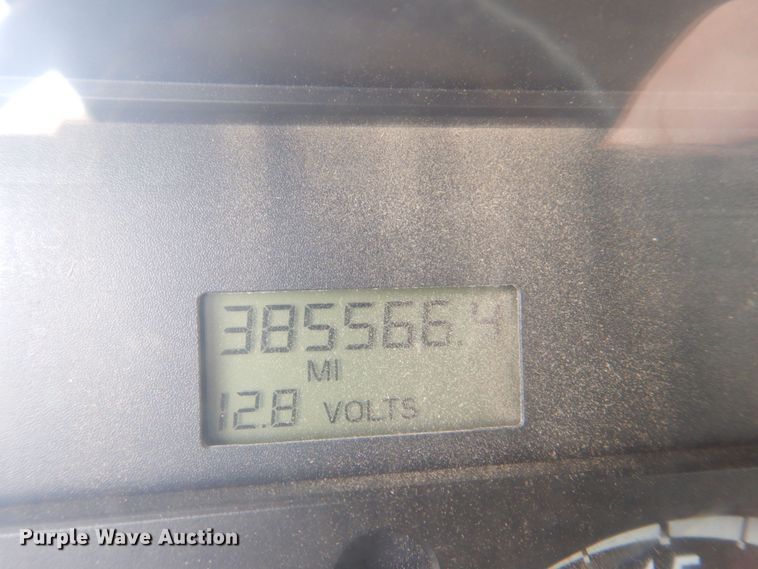 385566.4
MI
12.8 VOLTS
Purple Wave Auction